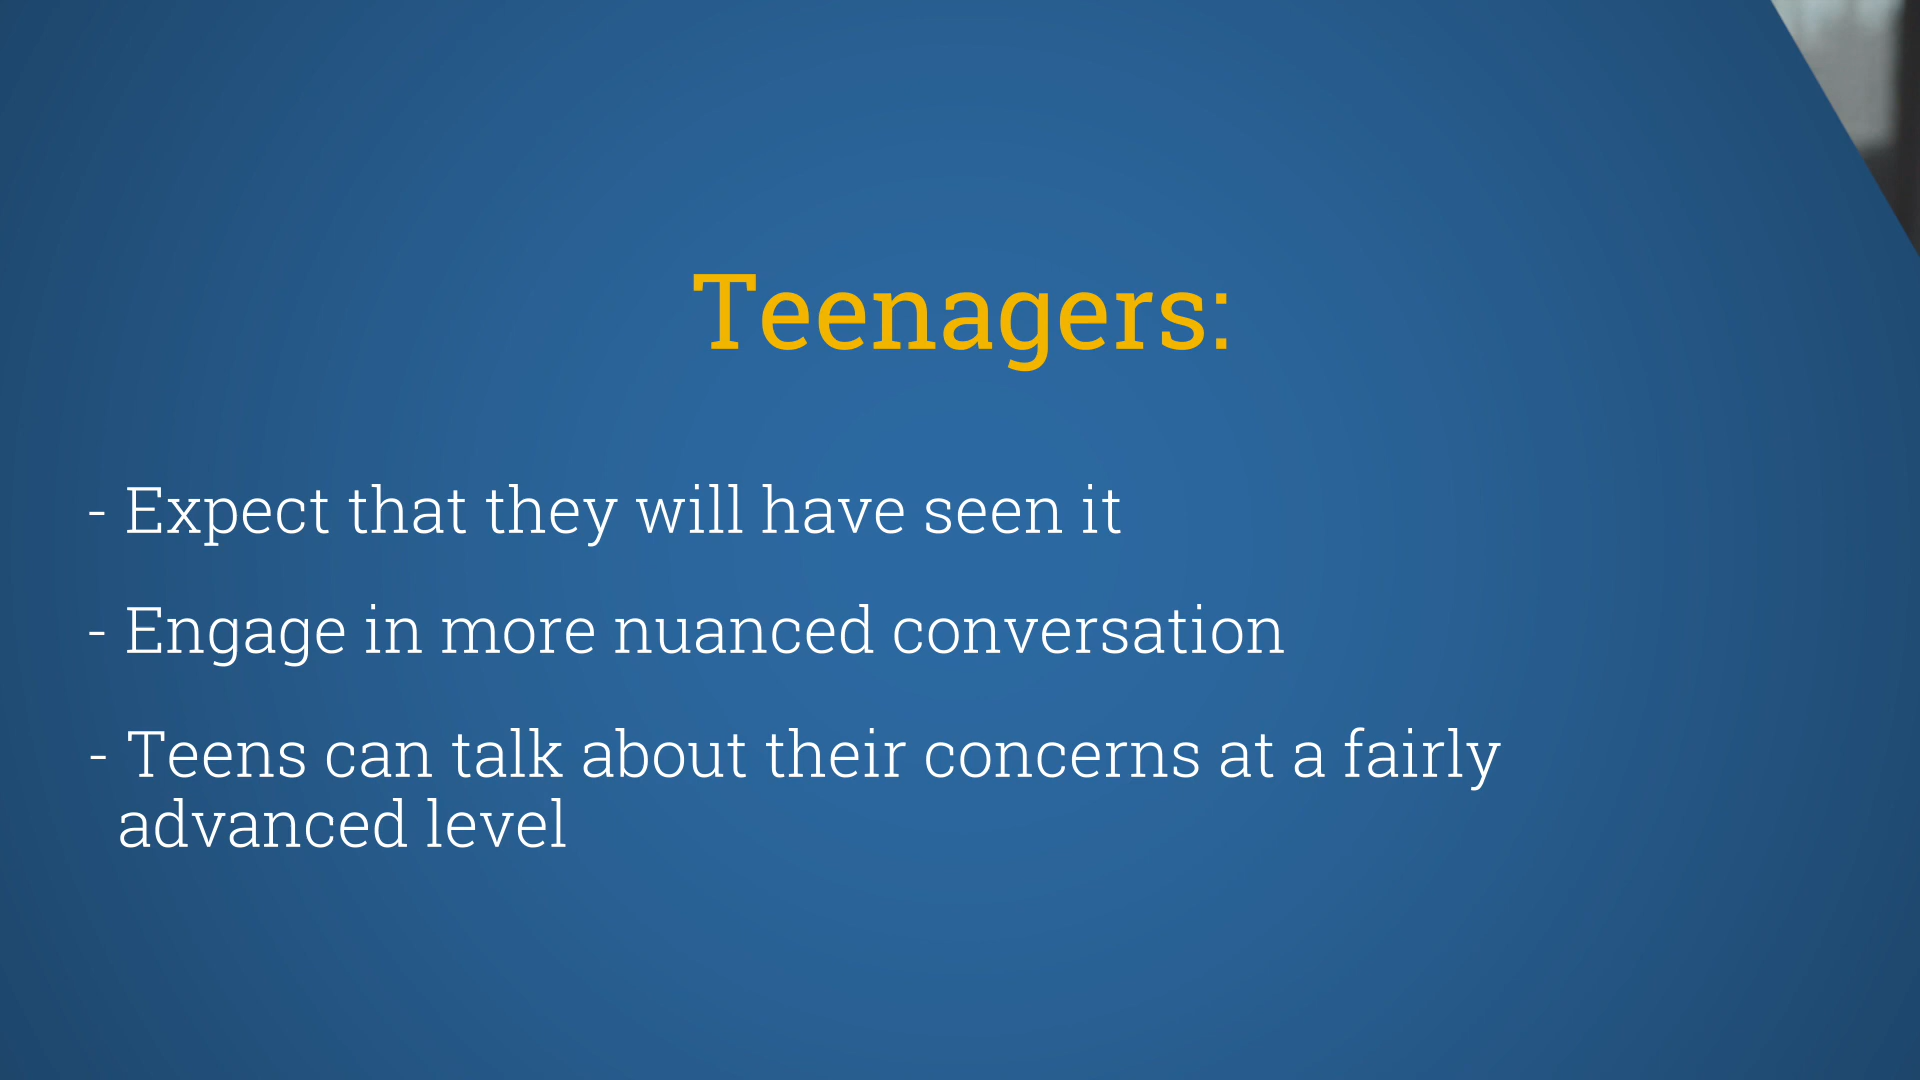 Teenagers:
- Expect that they will have seen it
- Engage in more nuanced conversation
- Teens can talk about their concerns at a fairly
advanced level